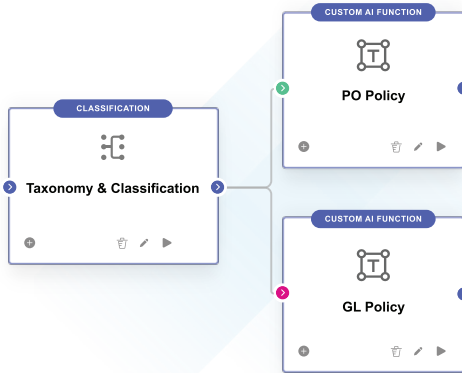 CUSTOM AI FUNCTION
T
PO Policy
CLASSIFICATION
Taxonomy & Classification
CUSTOM AI FUNCTION
T
GL Policy